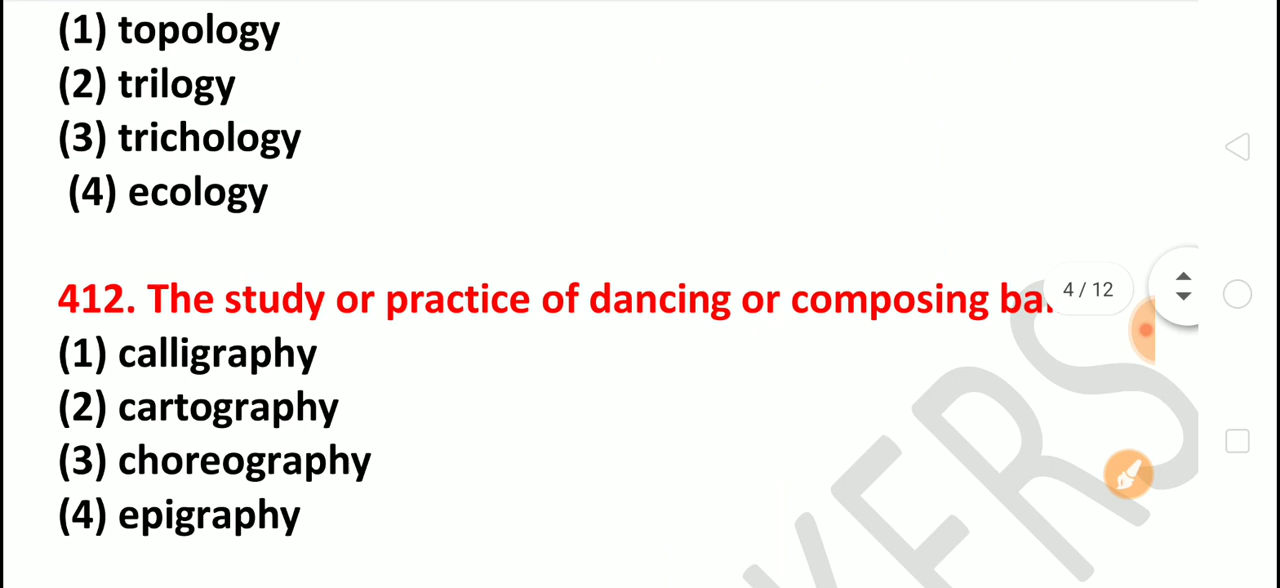 (1) topology
(2) trilogy
(3) trichology
(4) ecology
412. The study or practice of dancing or composing
4 / 12
(1) calligraphy
(2) cartography
(3) choreography
(4) epigraphy